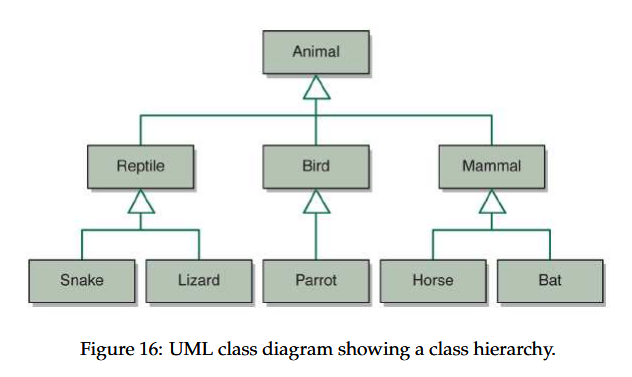 Animal
Reptile Bird Mammal
Snake Lizard Parrot Horse Bat
Figure 16: UML class diagram showing a class hierarchy.